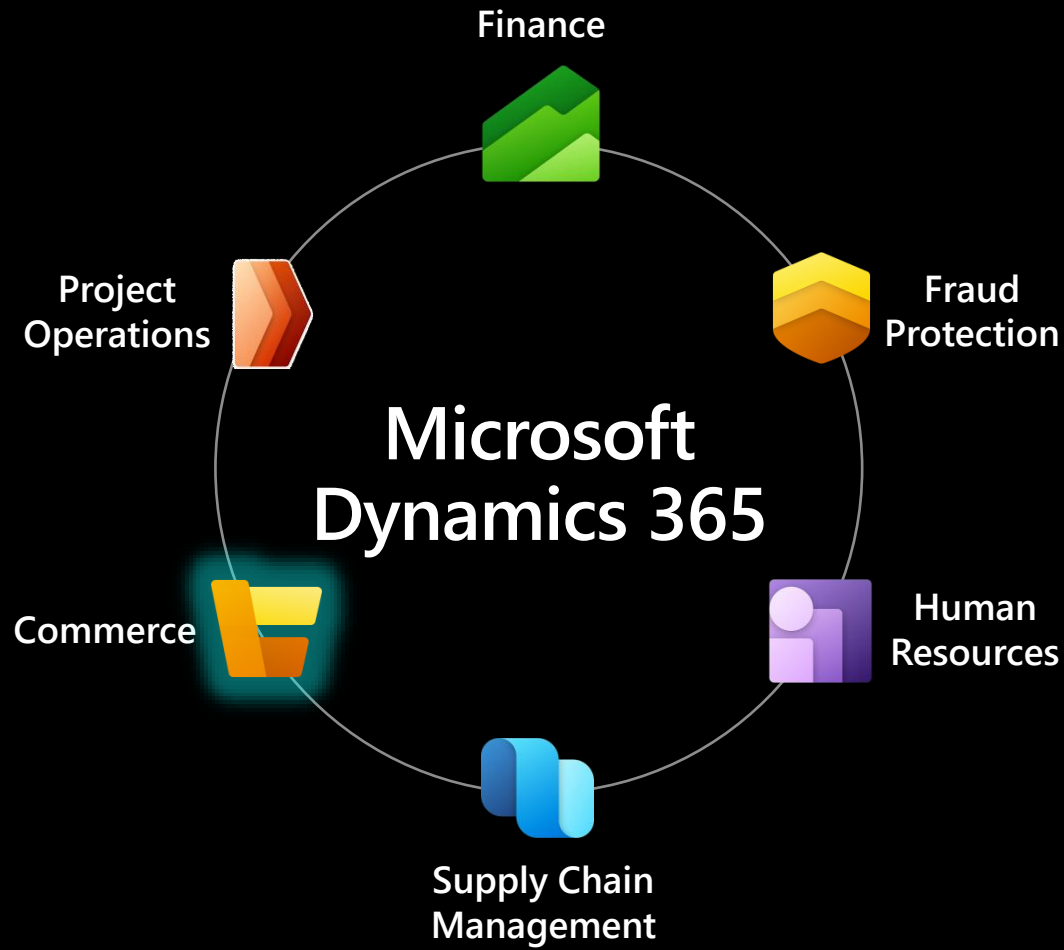 Finance
Project
Operations
Fraud
Protection
Microsoft
Dynamics 365
Commerce
Human
Resources
Supply Chain
Management